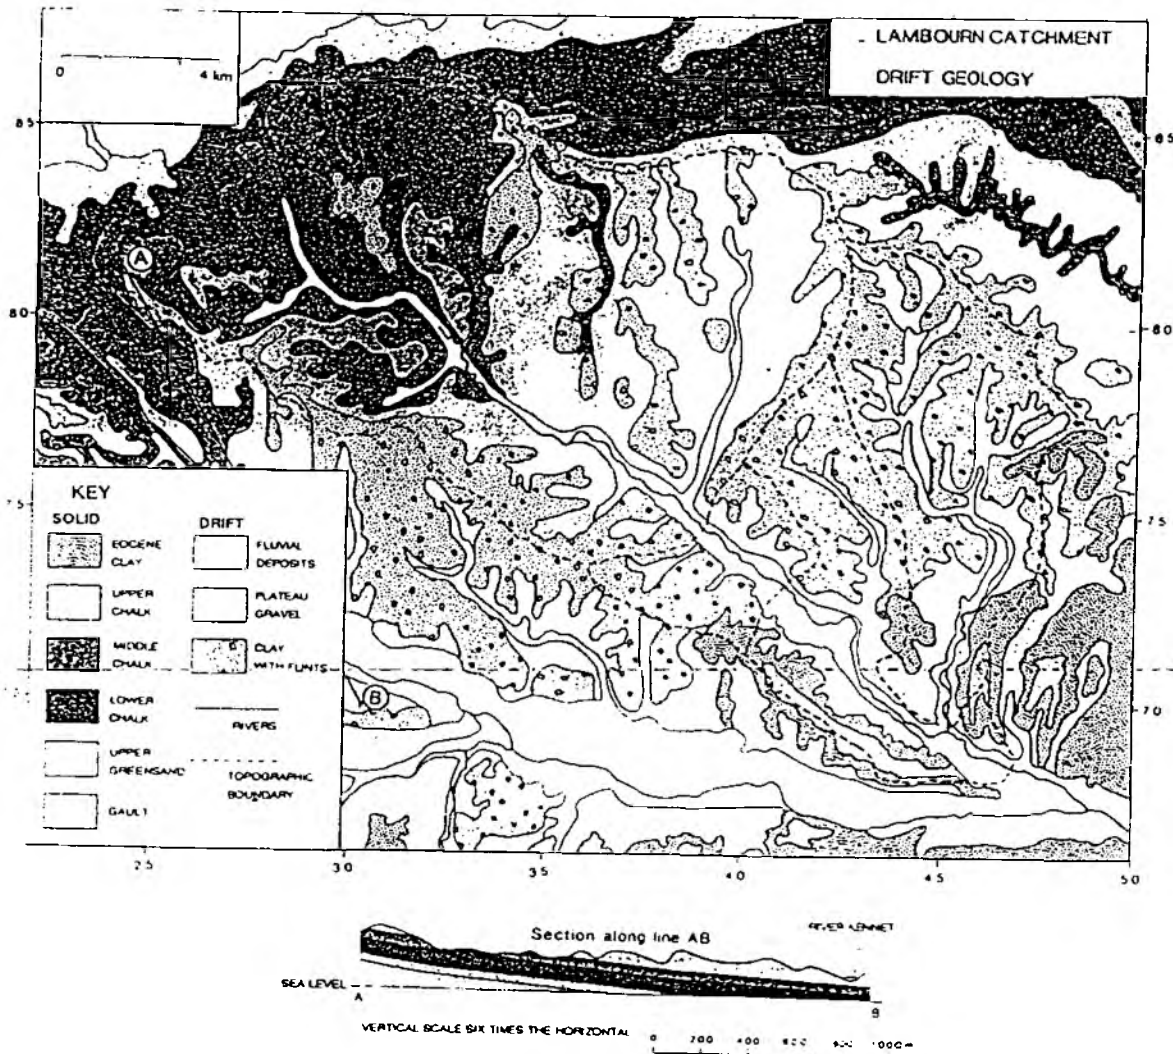 LAMBOURN CATCHMENT
DRIFT GEOLOGY
0 4 km
85
80
75
70
85
80
75
A
B
KEY
SOLID
EOCENE
CLAY
UPPER
CHALK
MIDDLE
CHALK
LOWER
CHALK
UPPER
GREENSAND
GAULT
DRIFT
FLUVIAL
DEPOSITS
PLATEAU
GRAVEL
CLAY
WITH FLINTS
RIVERS
TOPOGRAPHIC
BOUNDARY
25 30 35 40 45 50
Section along line AB
RIVER KENNET
SEA LEVEL
A
B
VERTICAL SCALE SIX TIMES THE HORIZONTAL
0 200 400 600